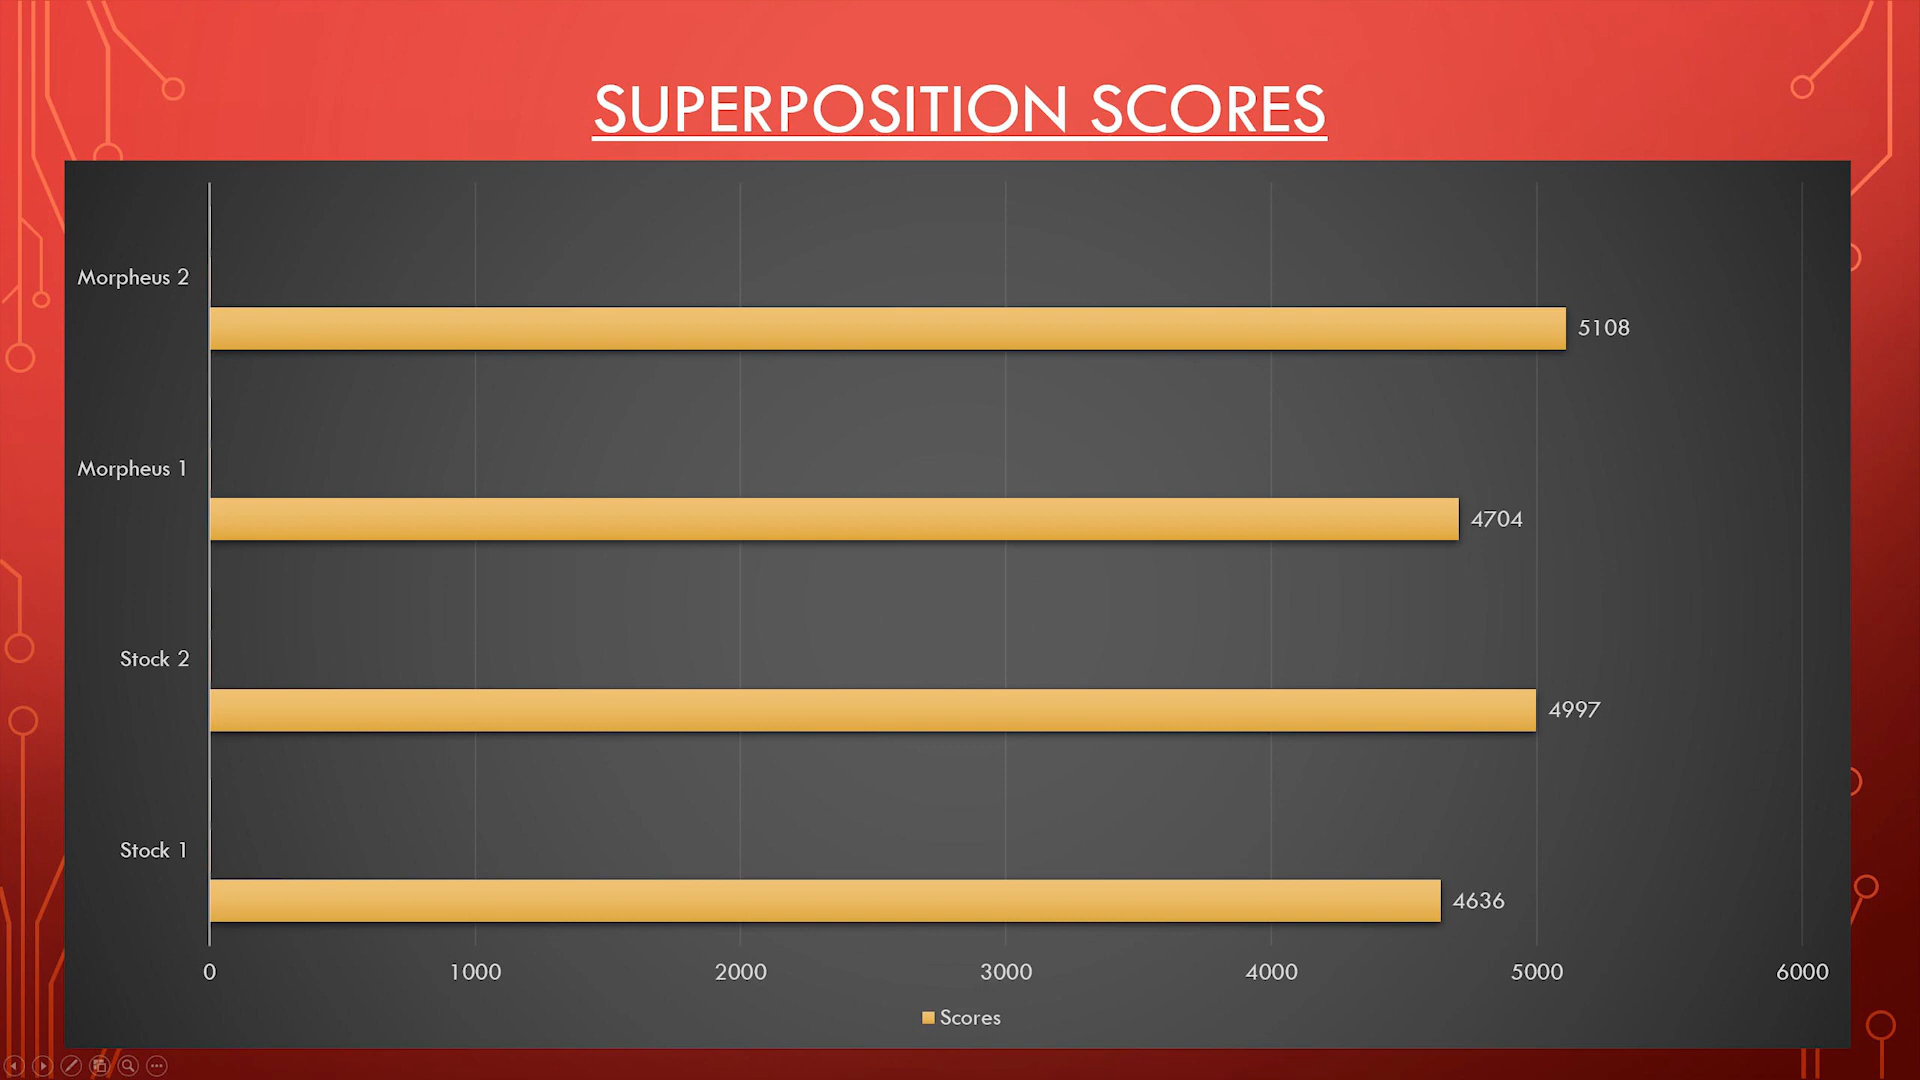 SUPERPOSITION SCORES
Morpheus 2
5108
Morpheus 1
4704
Stock 2
4997
Stock 1
4636
0 1000 2000 3000 4000 5000 6000
Scores